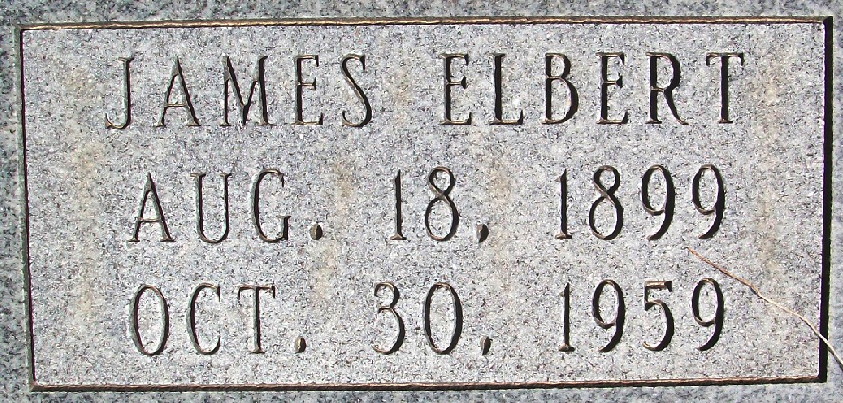 JAMES ELBERT
AUG. 18, 1899
OCT. 30, 1959